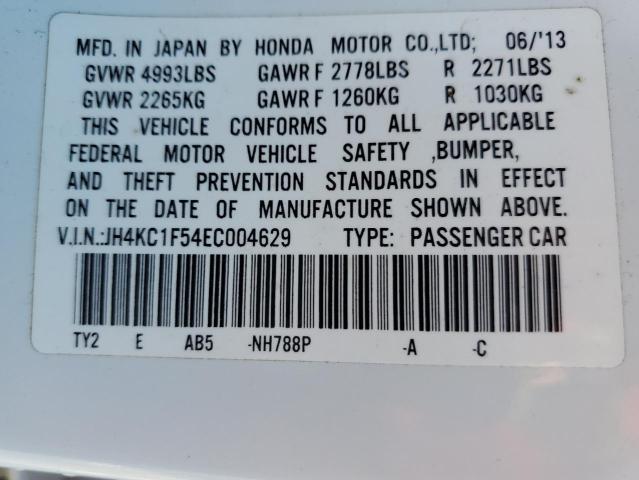 MFD. IN JAPAN BY HONDA MOTOR CO.,LTD; 06/'13
GVWR 4993LBS GAWR F 2778LBS R 2271LBS
GVWR 2265KG GAWR F 1260KG R 1030KG
THIS VEHICLE CONFORMS TO ALL APPLICABLE
FEDERAL MOTOR VEHICLE SAFETY ,BUMPER,
AND THEFT PREVENTION STANDARDS IN EFFECT
ON THE DATE OF MANUFACTURE SHOWN ABOVE.
V.I.N.:JH4KC1F54EC004629 TYPE: PASSENGER CAR
TY2 E AB5 -NH788P -A -C